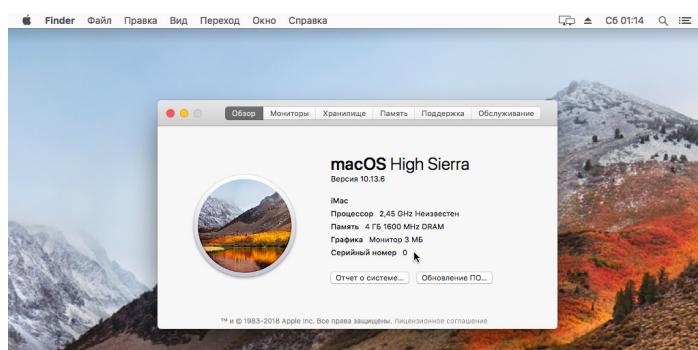 Finder Файл Правка Вид Переход Окно Справка Сб 01:14
Обзор Мониторы Хранилище Память Поддержка Обслуживание
macOS High Sierra
Версия 10.13.6
iMac
Процессор 2,45 GHz Неизвестен
Память 4 ГБ 1600 MHz DRAM
Графика Монитор 3 МБ
Серийный номер 0
Отчет о системе... Обновление ПО...
™ и © 1983-2018 Apple Inc. Все права защищены. Лицензионное соглашение